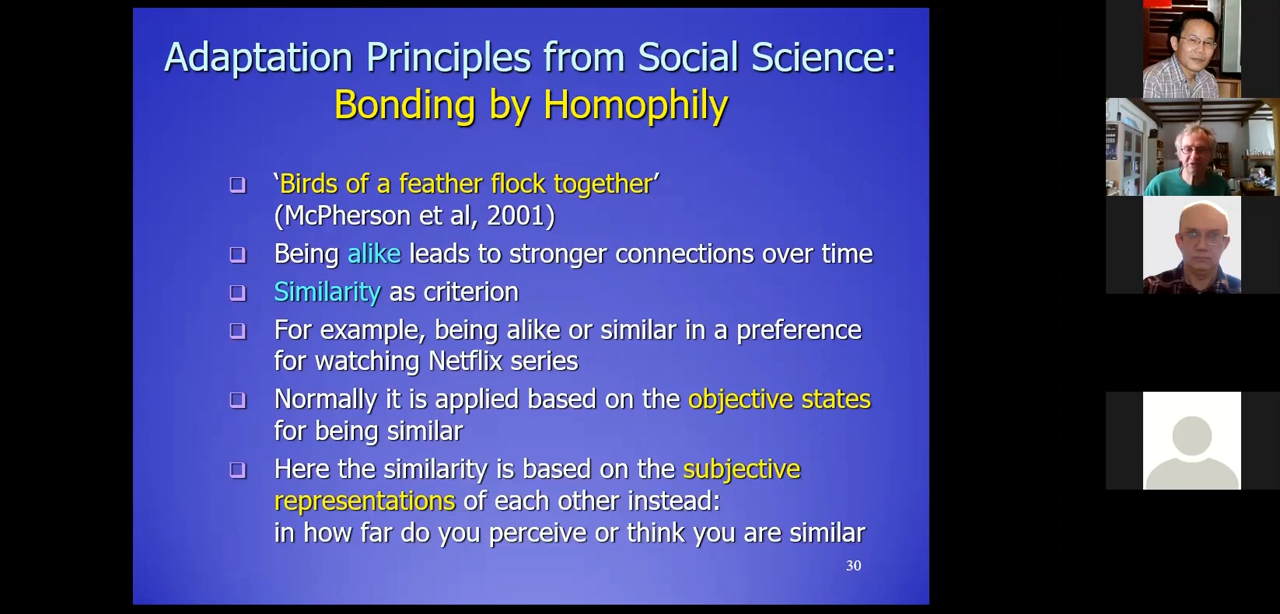 Adaptation Principles from Social Science:
Bonding by Homophily
‘Birds of a feather flock together’
(McPherson et al, 2001)
Being alike leads to stronger connections over time
Similarity as criterion
For example, being alike or similar in a preference
for watching Netflix series
Normally it is applied based on the objective states
for being similar
Here the similarity is based on the subjective
representations of each other instead:
in how far do you perceive or think you are similar
30